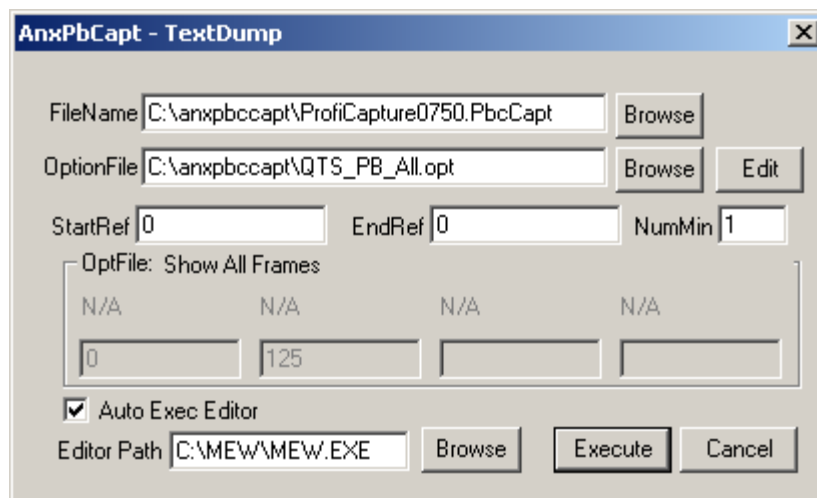 AnxPbCapt - TextDump
FileName C:\anxpbccapt\ProfiCapture0750.PbcCapt Browse
OptionFile C:\anxpbccapt\QTS_PB_All.opt Browse Edit
StartRef 0 EndRef 0 NumMin 1
OptFile: Show All Frames
N/A N/A N/A N/A
0 125
Auto Exec Editor
Editor Path C:\MEW\MEW.EXE Browse Execute Cancel